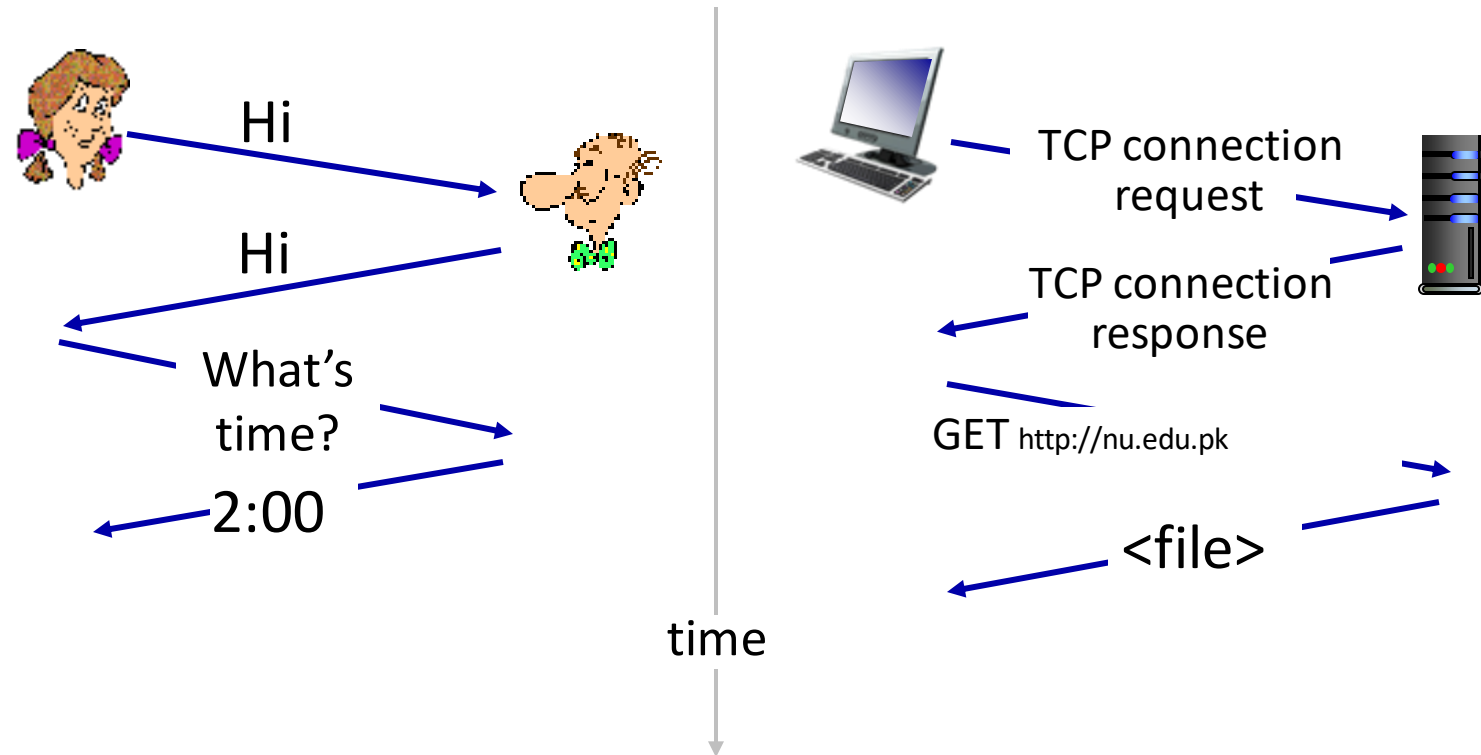 Hi
Hi
What’s
time?
2:00
TCP connection
request
TCP connection
response
GET http://nu.edu.pk
<file>
time